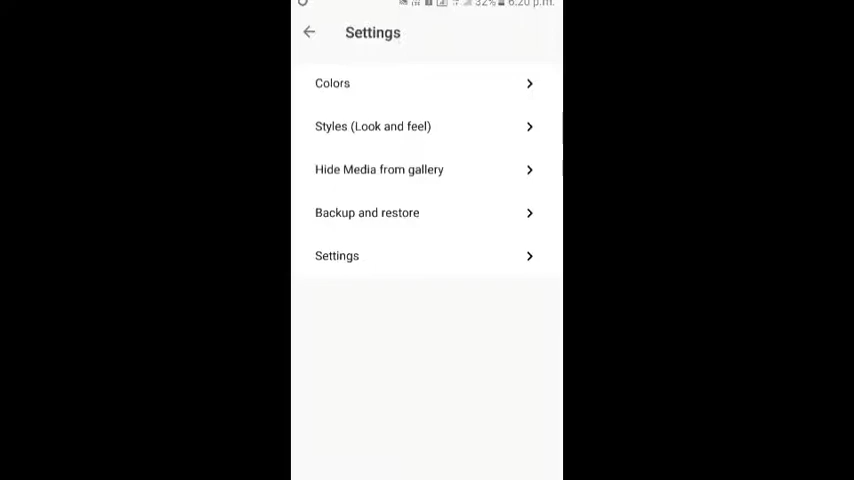 32% 6:20 p.m.
Settings
Colors
Styles (Look and feel)
Hide Media from gallery
Backup and restore
Settings